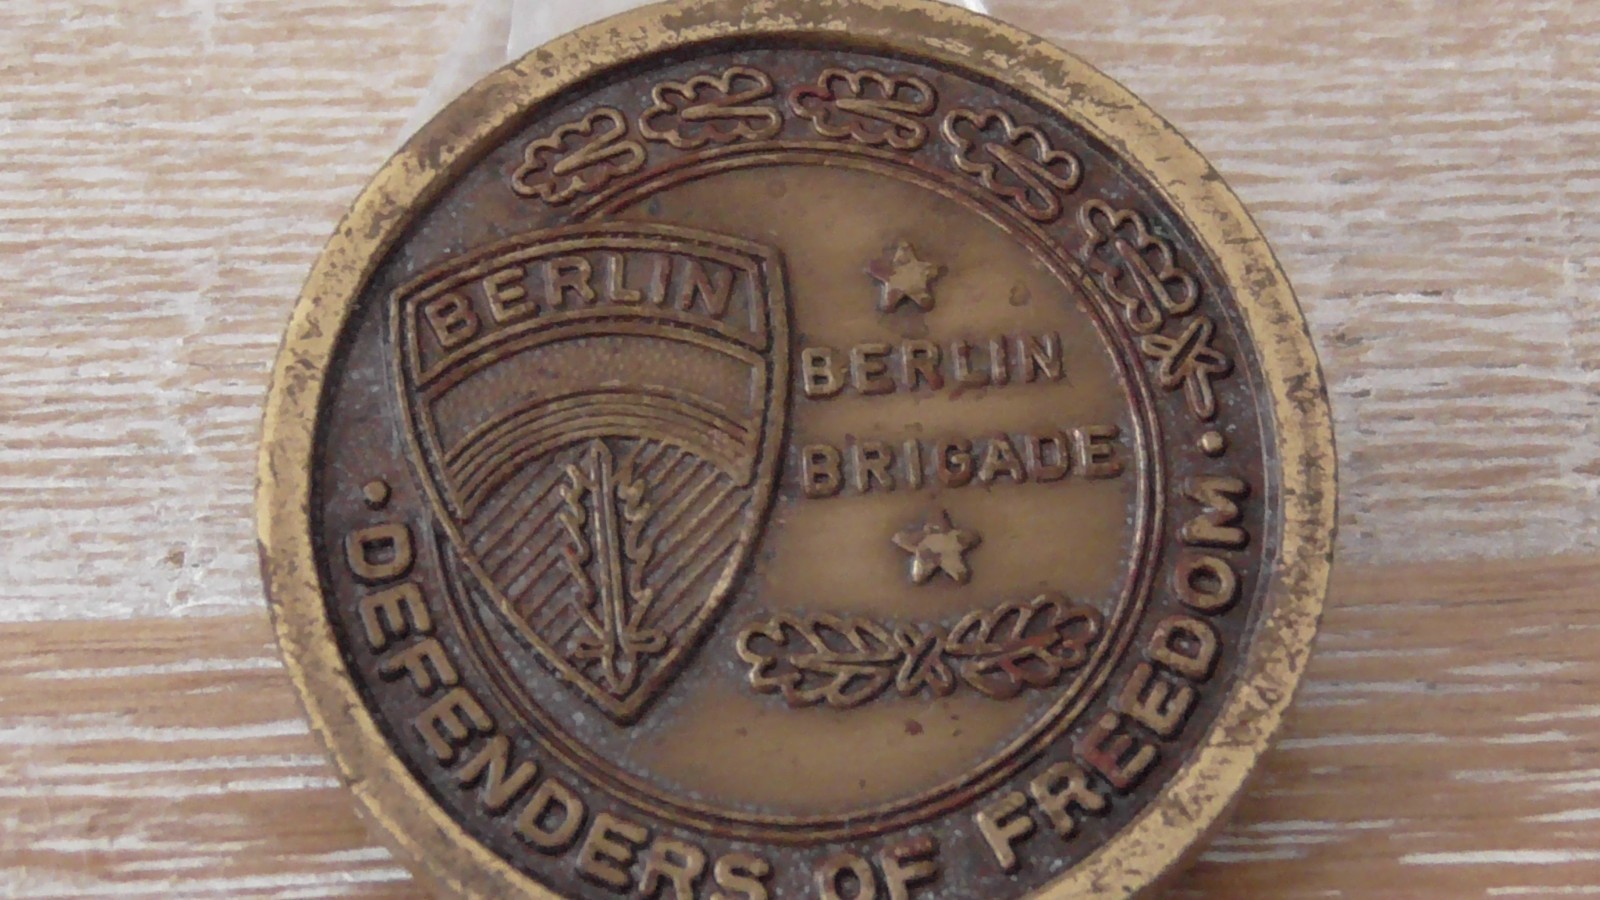 BERLIN
BERLIN
BRIGADE
· DEFENDERS OF FREEDOM ·